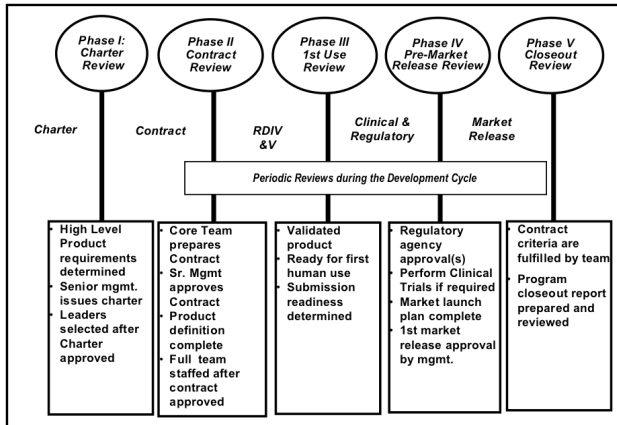 Phase I:
Charter
Review
Phase II
Contract
Review
Phase III
1st Use
Review
Phase IV
Pre-Market
Release Review
Phase V
Closeout
Review
Charter
Contract
RDIV
&V
Clinical &
Regulatory
Market
Release
Periodic Reviews during the Development Cycle
• High Level
Product
requirements
determined
• Senior mgmt.
issues charter
• Leaders
selected after
Charter
approved
• Core Team
prepares
Contract
• Sr. Mgmt
approves
Contract
• Product
definition
complete
• Full team
staffed after
contract
approved
• Validated
product
• Ready for first
human use
• Submission
readiness
determined
• Regulatory
agency
approval(s)
• Perform Clinical
Trials if required
• Market launch
plan complete
• 1st market
release approval
by mgmt.
• Contract
criteria are
fulfilled by team
• Program
closeout report
prepared and
reviewed